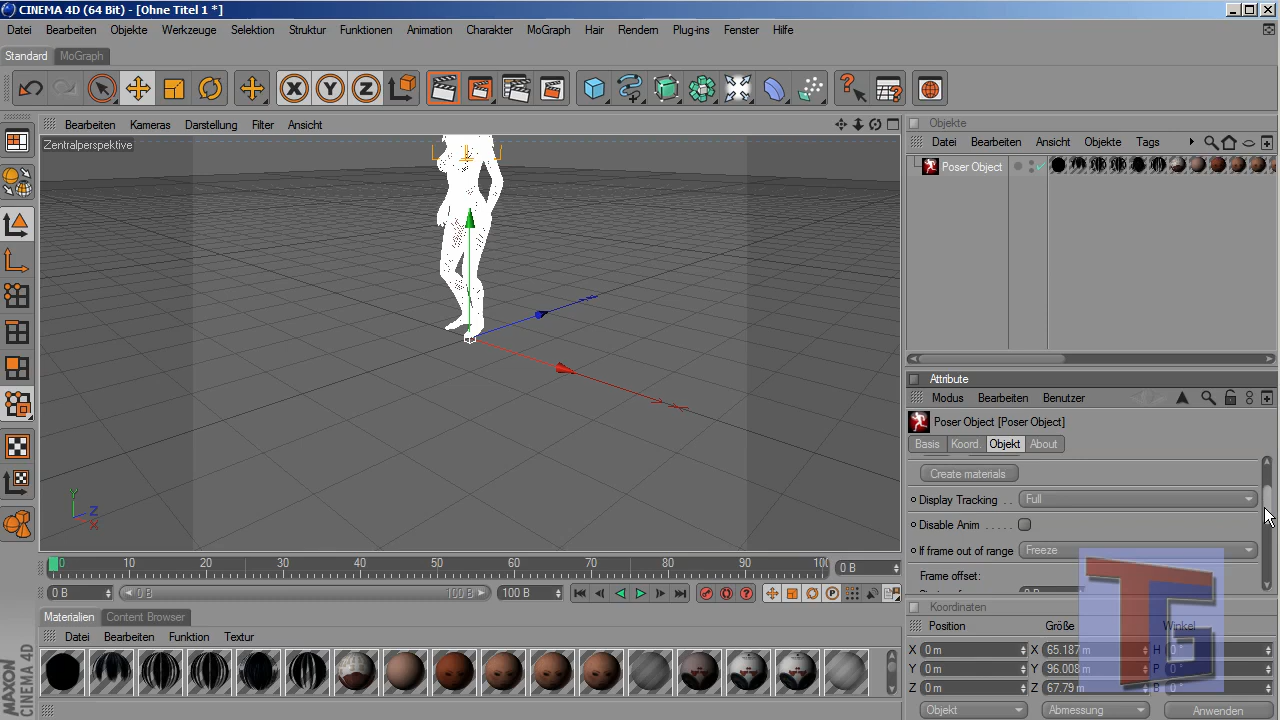 CINEMA 4D (64 Bit) - [Ohne Titel 1 *]
Datei Bearbeiten Objekte Werkzeuge Selektion Struktur Funktionen Animation Charakter MoGraph Hair Rendern Plug-ins Fenster Hilfe
Standard MoGraph
X Y Z
Bearbeiten Kameras Darstellung Filter Ansicht
Zentralperspektive
Y
Z
X
Objekte
Datei Bearbeiten Ansicht Objekte Tags
Poser Object
Attribute
Modus Bearbeiten Benutzer
Poser Object [Poser Object]
Basis Koord. Objekt About
Create materials
Display Tracking . . Full
Disable Anim . . . . .
If frame out of range Freeze
Frame offset:
0 10 20 30 40 50 60 70 80 90 100 0 B
0 B 0 B 100 B 100 B
Materialien Content Browser
Datei Bearbeiten Funktion Textur
MAXON
CINEMA 4D
Koordinaten
Position Größe Winkel
X 0 m X 65.187 m H 0 °
Y 0 m Y 96.008 m P 0 °
Z 0 m Z 67.79 m B 0 °
Objekt Abmessung Anwenden
TG